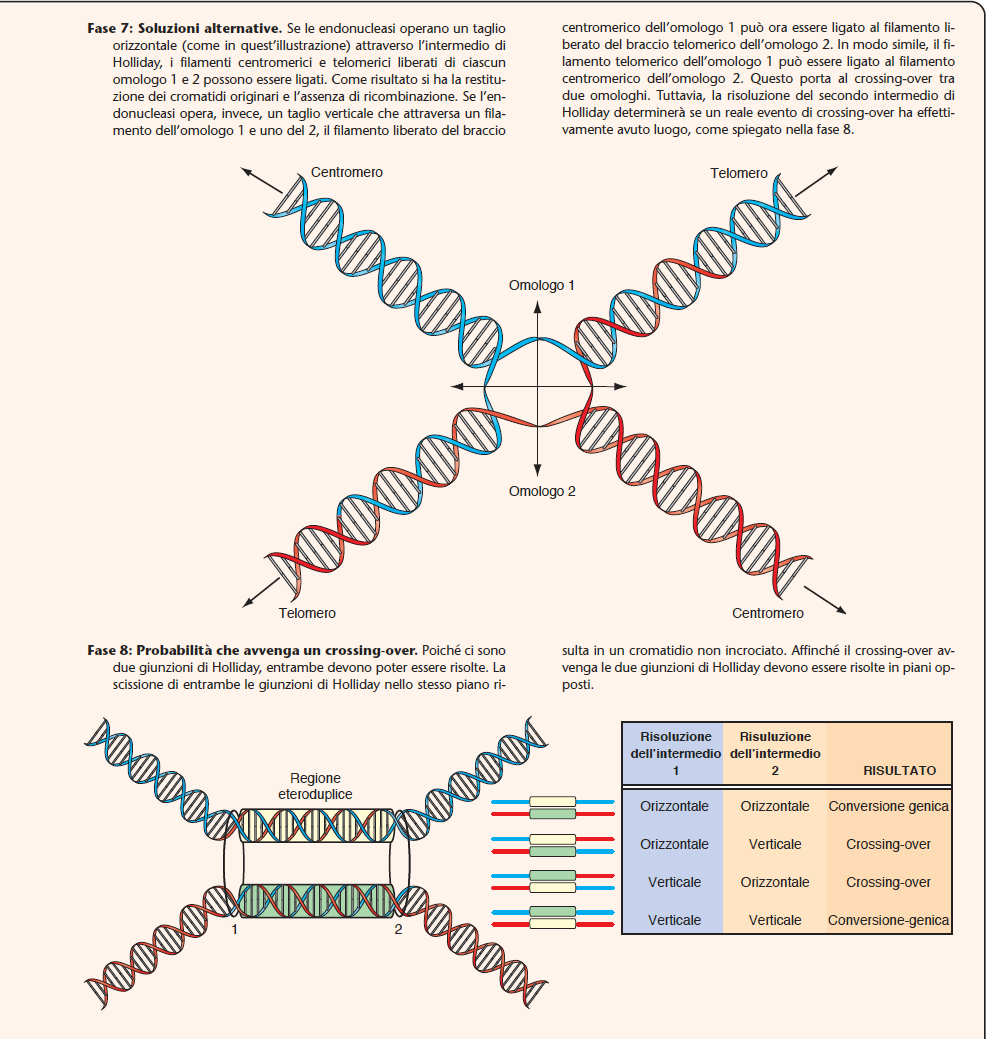 Fase 7: Soluzioni alternative. Se le endonucleasi operano un taglio
orizzontale (come in quest'illustrazione) attraverso l'intermedio di
Holliday, i filamenti centromerici e telomerici liberati di ciascun
omologo 1 e 2 possono essere ligati. Come risultato si ha la restitu-
zione dei cromatidi originari e l'assenza di ricombinazione. Se l'en-
donucleasi opera, invece, un taglio verticale che attraversa un fila-
mento dell'omologo 1 e uno del 2, il filamento liberato del braccio
centromerico dell'omologo 1 può ora essere ligato al filamento li-
berato del braccio telomerico dell'omologo 2. In modo simile, il fi-
lamento telomerico dell'omologo 1 può essere ligato al filamento
centromerico dell'omologo 2. Questo porta al crossing-over tra
due omologhi. Tuttavia, la risoluzione del secondo intermedio di
Holliday determinerà se un reale evento di crossing-over ha effetti-
vamente avuto luogo, come spiegato nella fase 8.
Centromero
Telomero
Omologo 1
Omologo 2
Telomero
Centromero
Fase 8: Probabilità che avvenga un crossing-over. Poiché ci sono
due giunzioni di Holliday, entrambe devono poter essere risolte. La
scissione di entrambe le giunzioni di Holliday nello stesso piano ri-
sulta in un cromatidio non incrociato. Affinché il crossing-over av-
venga le due giunzioni di Holliday devono essere risolte in piani op-
posti.
Regione
eteroduplice
1
2
Risoluzione
dell'intermedio
1
Risuluzione
dell'intermedio
2
RISULTATO
Orizzontale Orizzontale Conversione genica
Orizzontale Verticale Crossing-over
Verticale Orizzontale Crossing-over
Verticale Verticale Conversione-genica